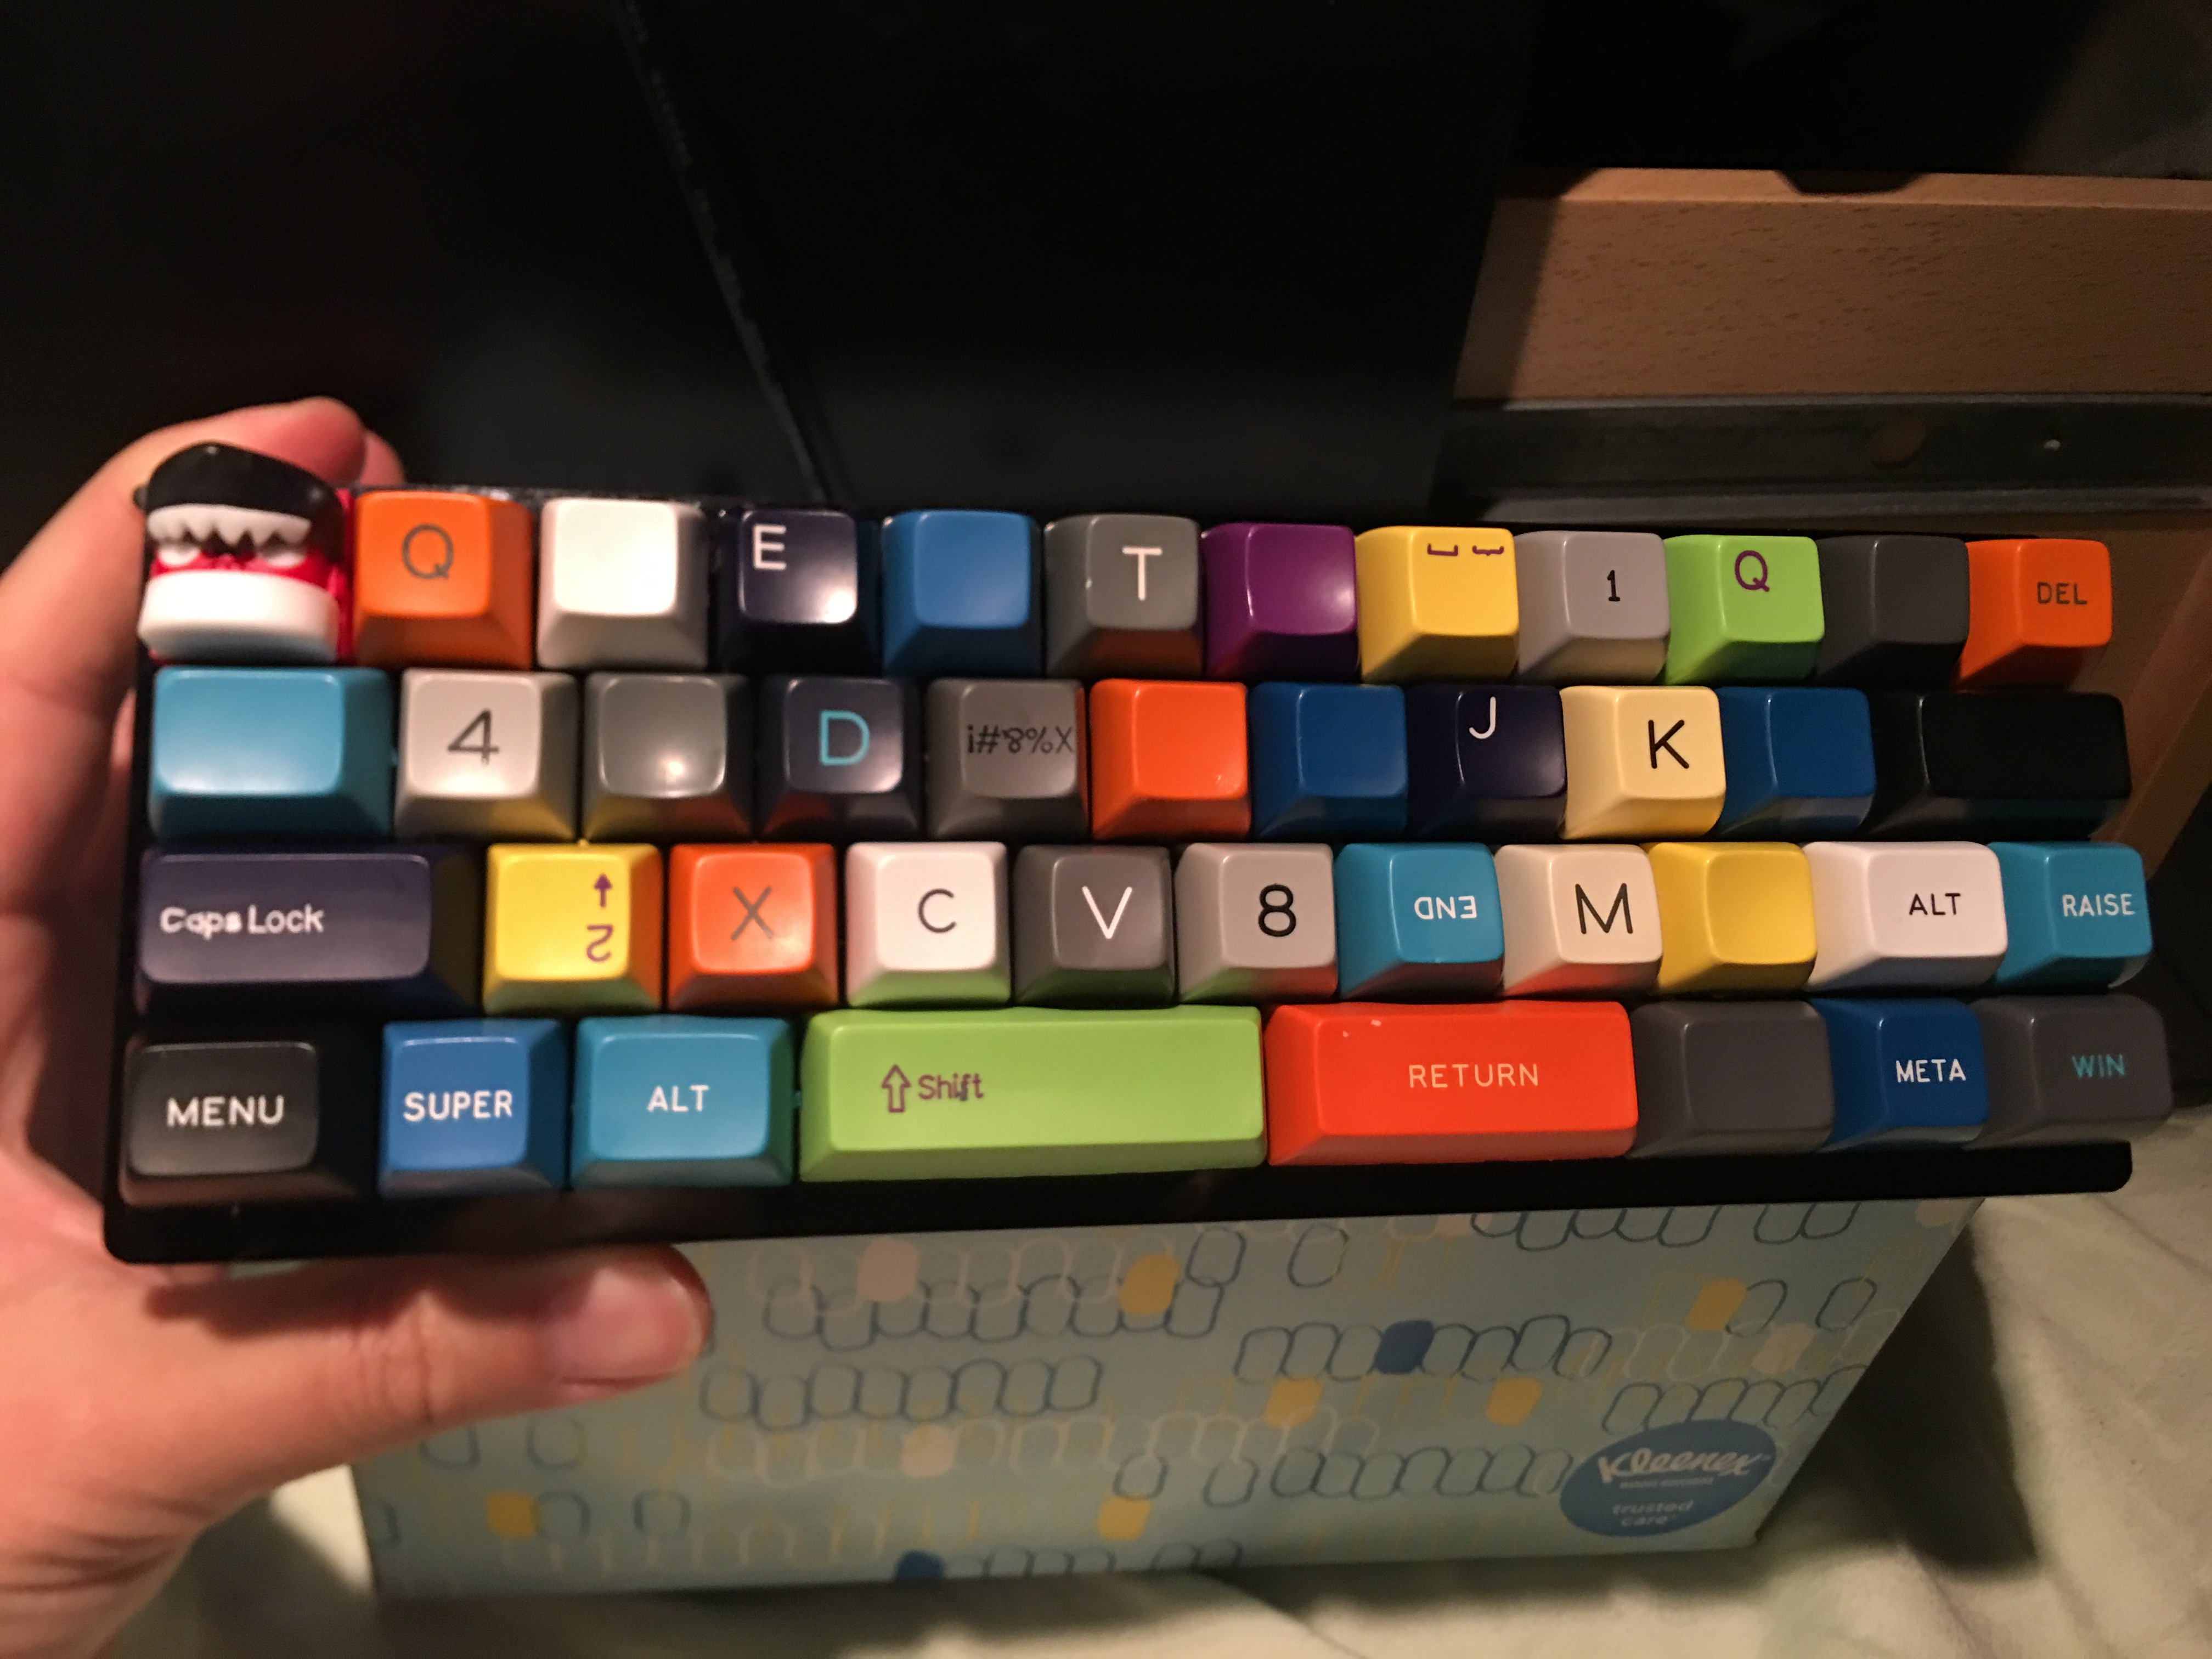 Q E T 1 Q DEL
4 D i#8%X J K
Caps Lock 2 X C V 8 END M ALT RAISE
MENU SUPER ALT Shift RETURN META WIN
Kleenex
trusted
care